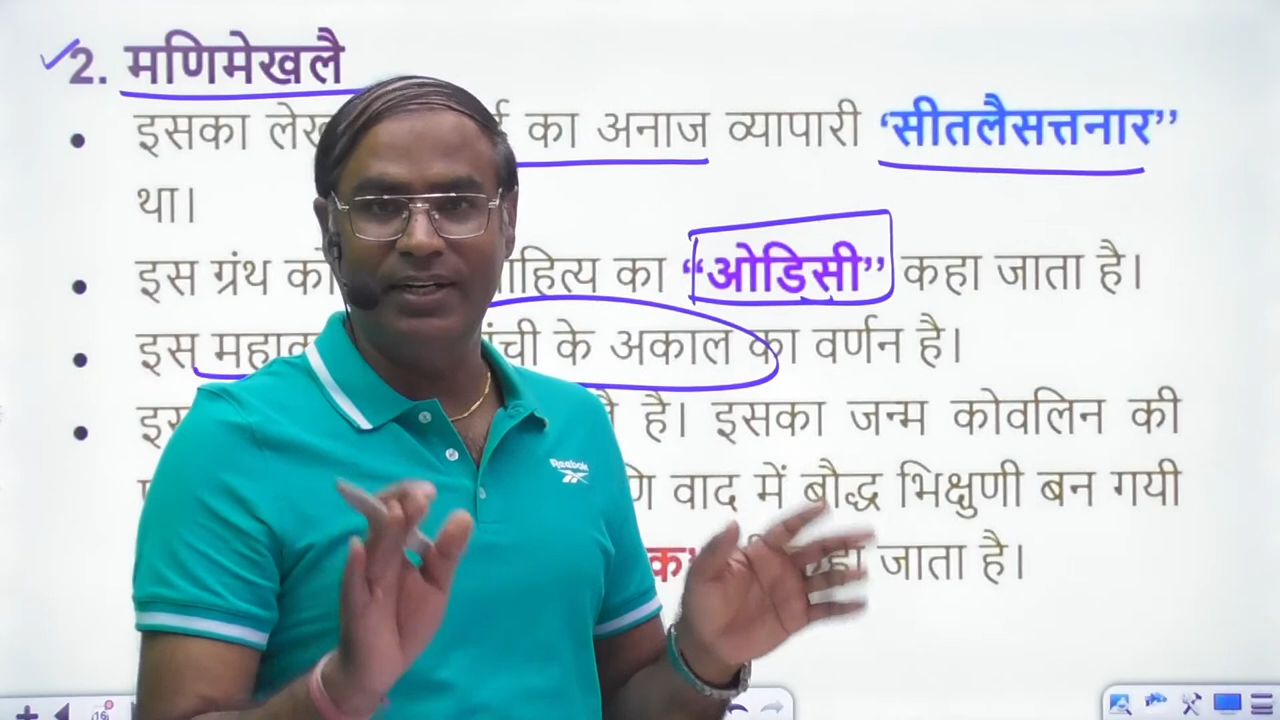 2. मणिमेखलै
इसका का अनाज व्यापारी ‘सीतलैसत्तनार’’
था।
इस ग्रंथ का “ओडिसी’’ कहा जाता है।
इस के अकाल का वर्णन है।
है। इसका जन्म कोवलिन की
वाद में बौद्ध भिक्षुणी बन गयी
जाता है।
Reebok
16